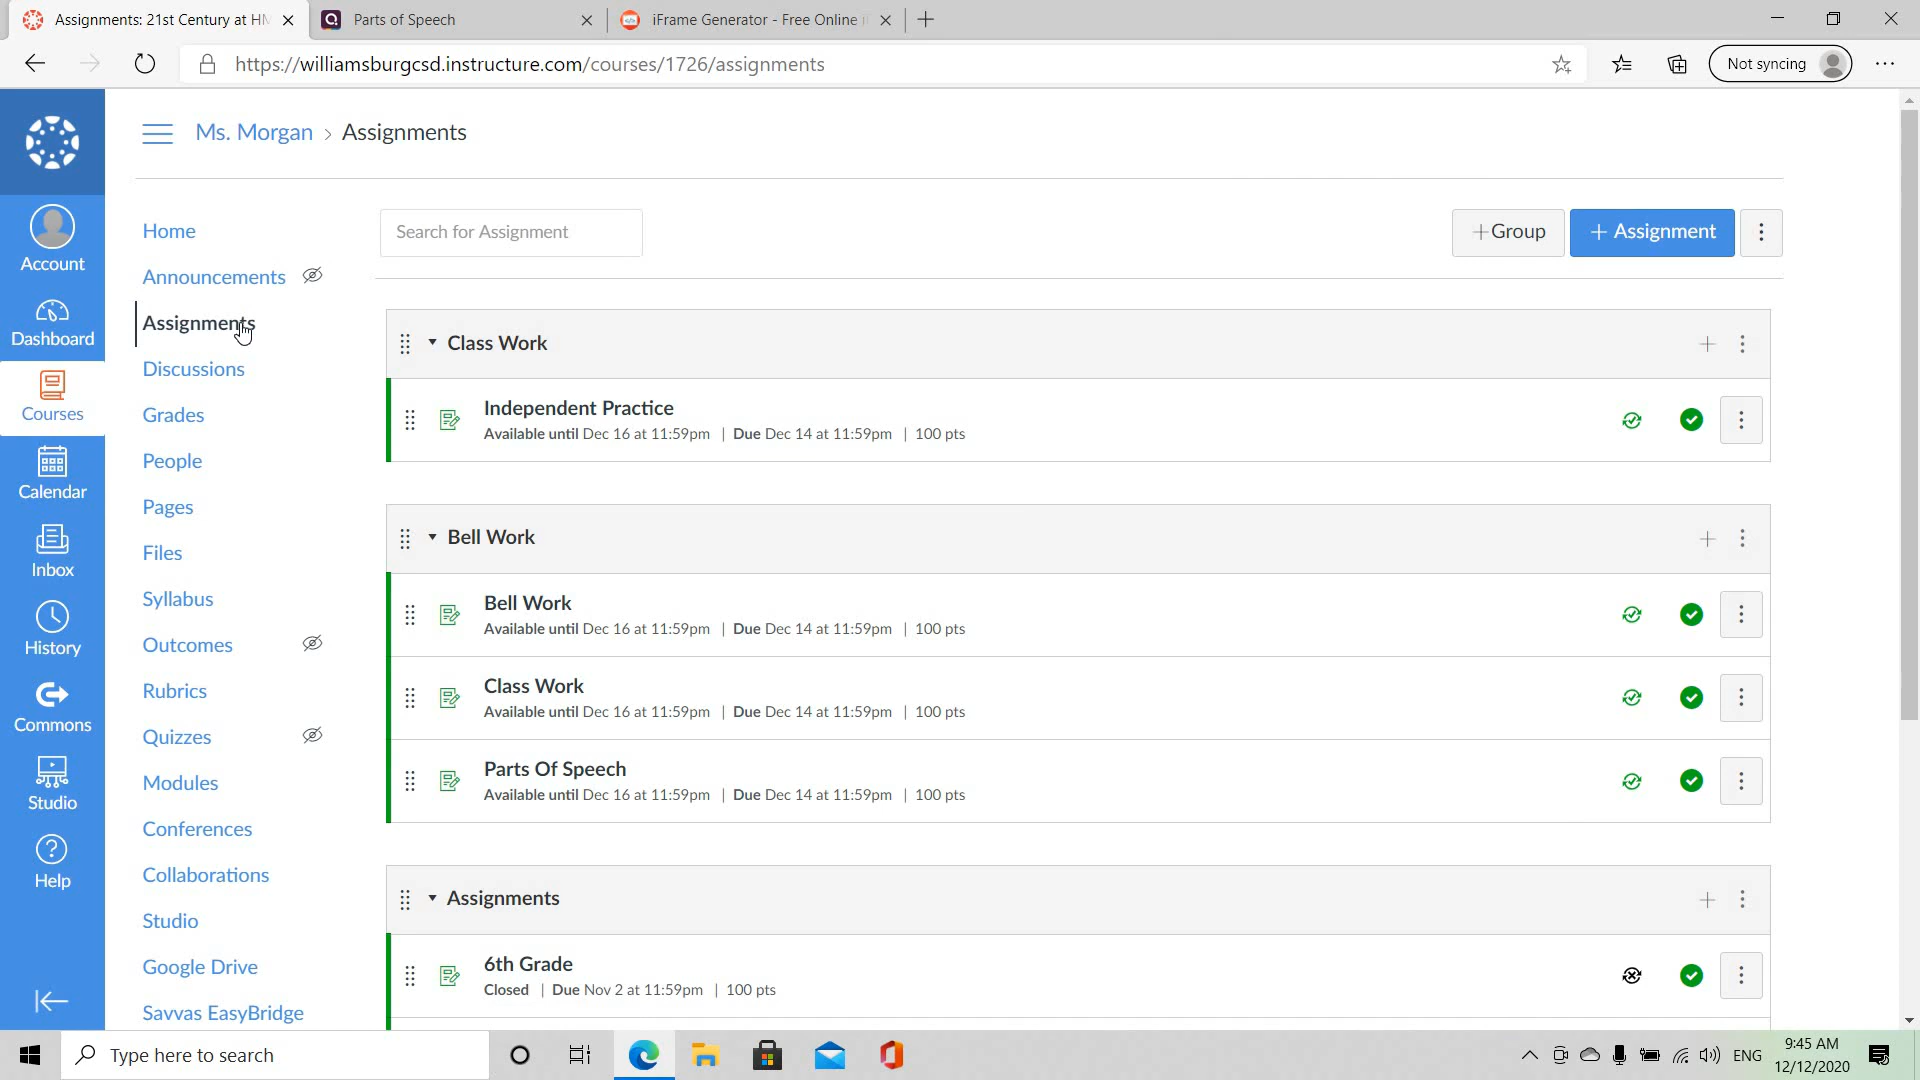 Assignments: 21st Century at HM
Parts of Speech
iFrame Generator - Free Online i
https://williamsburgcsd.instructure.com/courses/1726/assignments
Not syncing
Ms. Morgan > Assignments
Account
Dashboard
Courses
Calendar
Inbox
History
Commons
Studio
Help
Home
Announcements
Assignments
Discussions
Grades
People
Pages
Files
Syllabus
Outcomes
Rubrics
Quizzes
Modules
Conferences
Collaborations
Studio
Google Drive
Savvas EasyBridge
Search for Assignment
+Group
+ Assignment
Class Work
Independent Practice
Available until Dec 16 at 11:59pm | Due Dec 14 at 11:59pm | 100 pts
Bell Work
Bell Work
Available until Dec 16 at 11:59pm | Due Dec 14 at 11:59pm | 100 pts
Class Work
Available until Dec 16 at 11:59pm | Due Dec 14 at 11:59pm | 100 pts
Parts Of Speech
Available until Dec 16 at 11:59pm | Due Dec 14 at 11:59pm | 100 pts
Assignments
6th Grade
Closed | Due Nov 2 at 11:59pm | 100 pts
Type here to search
ENG
9:45 AM
12/12/2020